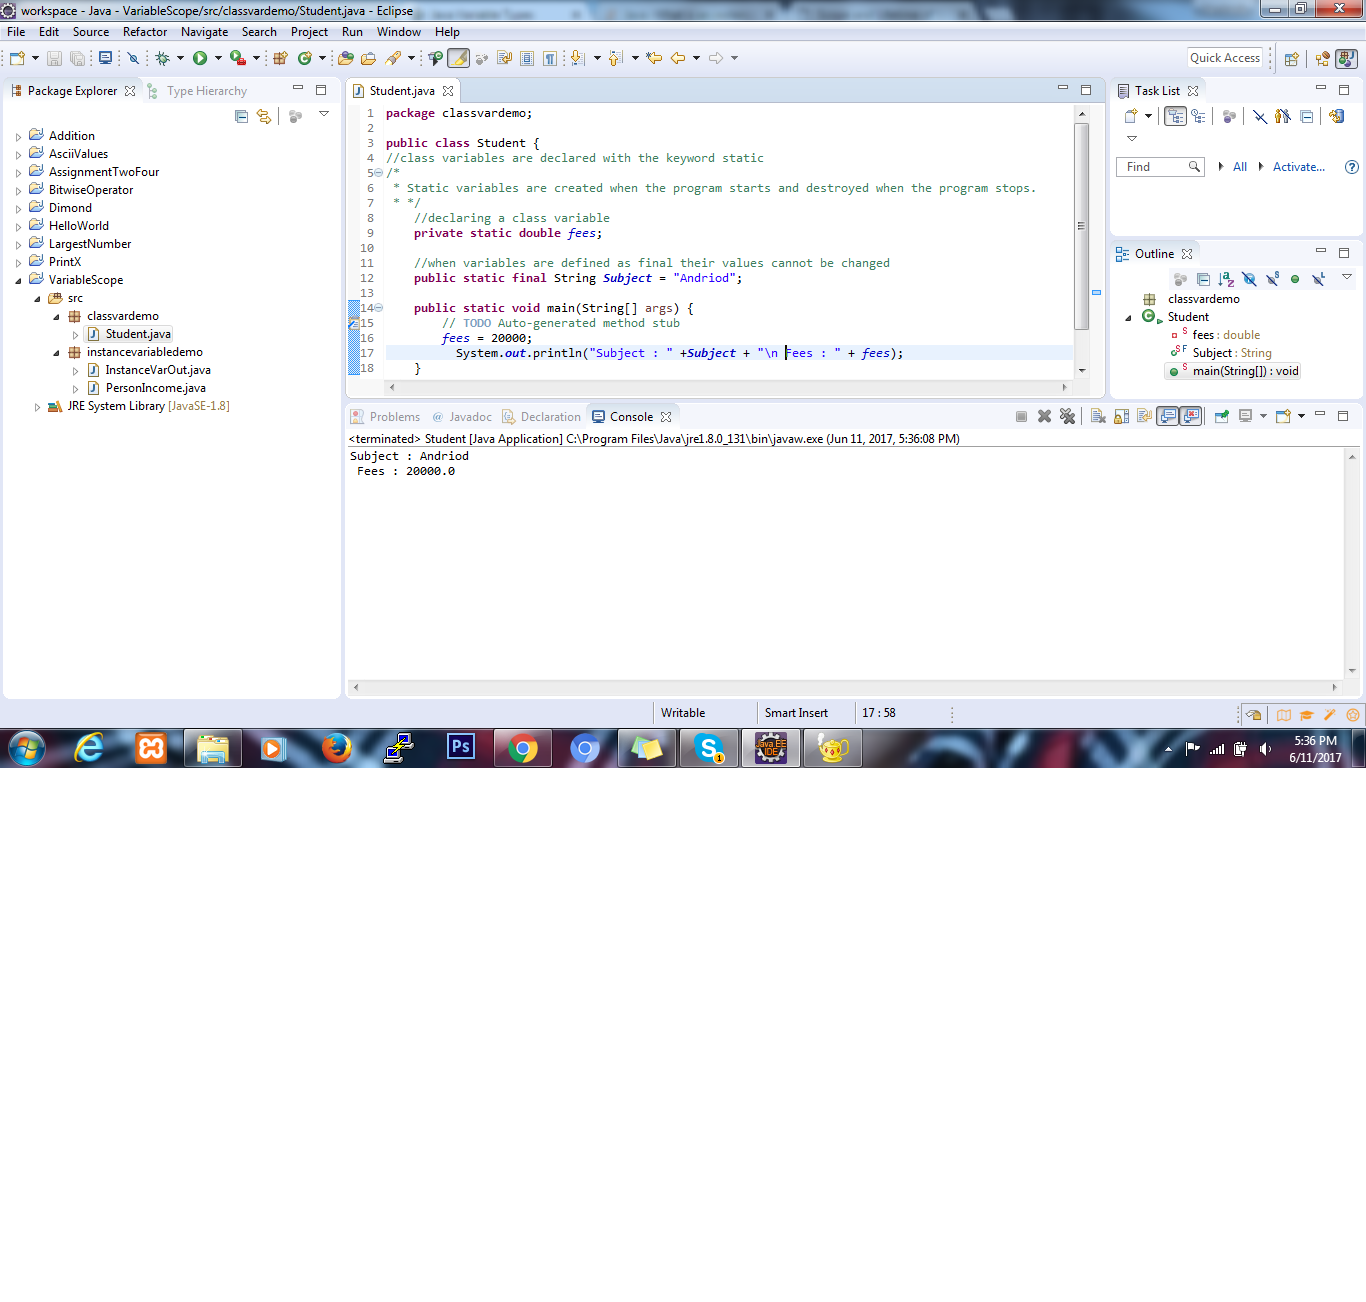 workspace - Java - VariableScope/src/classvardemo/Student.java - Eclipse
File Edit Source Refactor Navigate Search Project Run Window Help
Quick Access
Package Explorer Type Hierarchy
Addition
AsciiValues
AssignmentTwoFour
BitwiseOperator
Dimond
HelloWorld
LargestNumber
PrintX
VariableScope
src
classvardemo
Student.java
instancevariabledemo
InstanceVarOut.java
PersonIncome.java
JRE System Library [JavaSE-1.8]
Student.java
1 package classvardemo;
2
3 public class Student {
4 //class variables are declared with the keyword static
5 /*
6 * Static variables are created when the program starts and destroyed when the program stops.
7 * */
8 //declaring a class variable
9 private static double fees;
10
11 //when variables are defined as final their values cannot be changed
12 public static final String Subject = "Andriod";
13
14 public static void main(String[] args) {
15 // TODO Auto-generated method stub
16 fees = 20000;
17 System.out.println("Subject : " +Subject + "\n Fees : " + fees);
18 }
Task List
Find All Activate...
Outline
classvardemo
Student
fees : double
Subject : String
main(String[]) : void
Problems @ Javadoc Declaration Console
<terminated> Student [Java Application] C:\Program Files\Java\jre1.8.0_131\bin\javaw.exe (Jun 11, 2017, 5:36:08 PM)
Subject : Andriod
Fees : 20000.0
Writable Smart Insert 17 : 58
Ps
Java EE
IDE
5:36 PM
6/11/2017